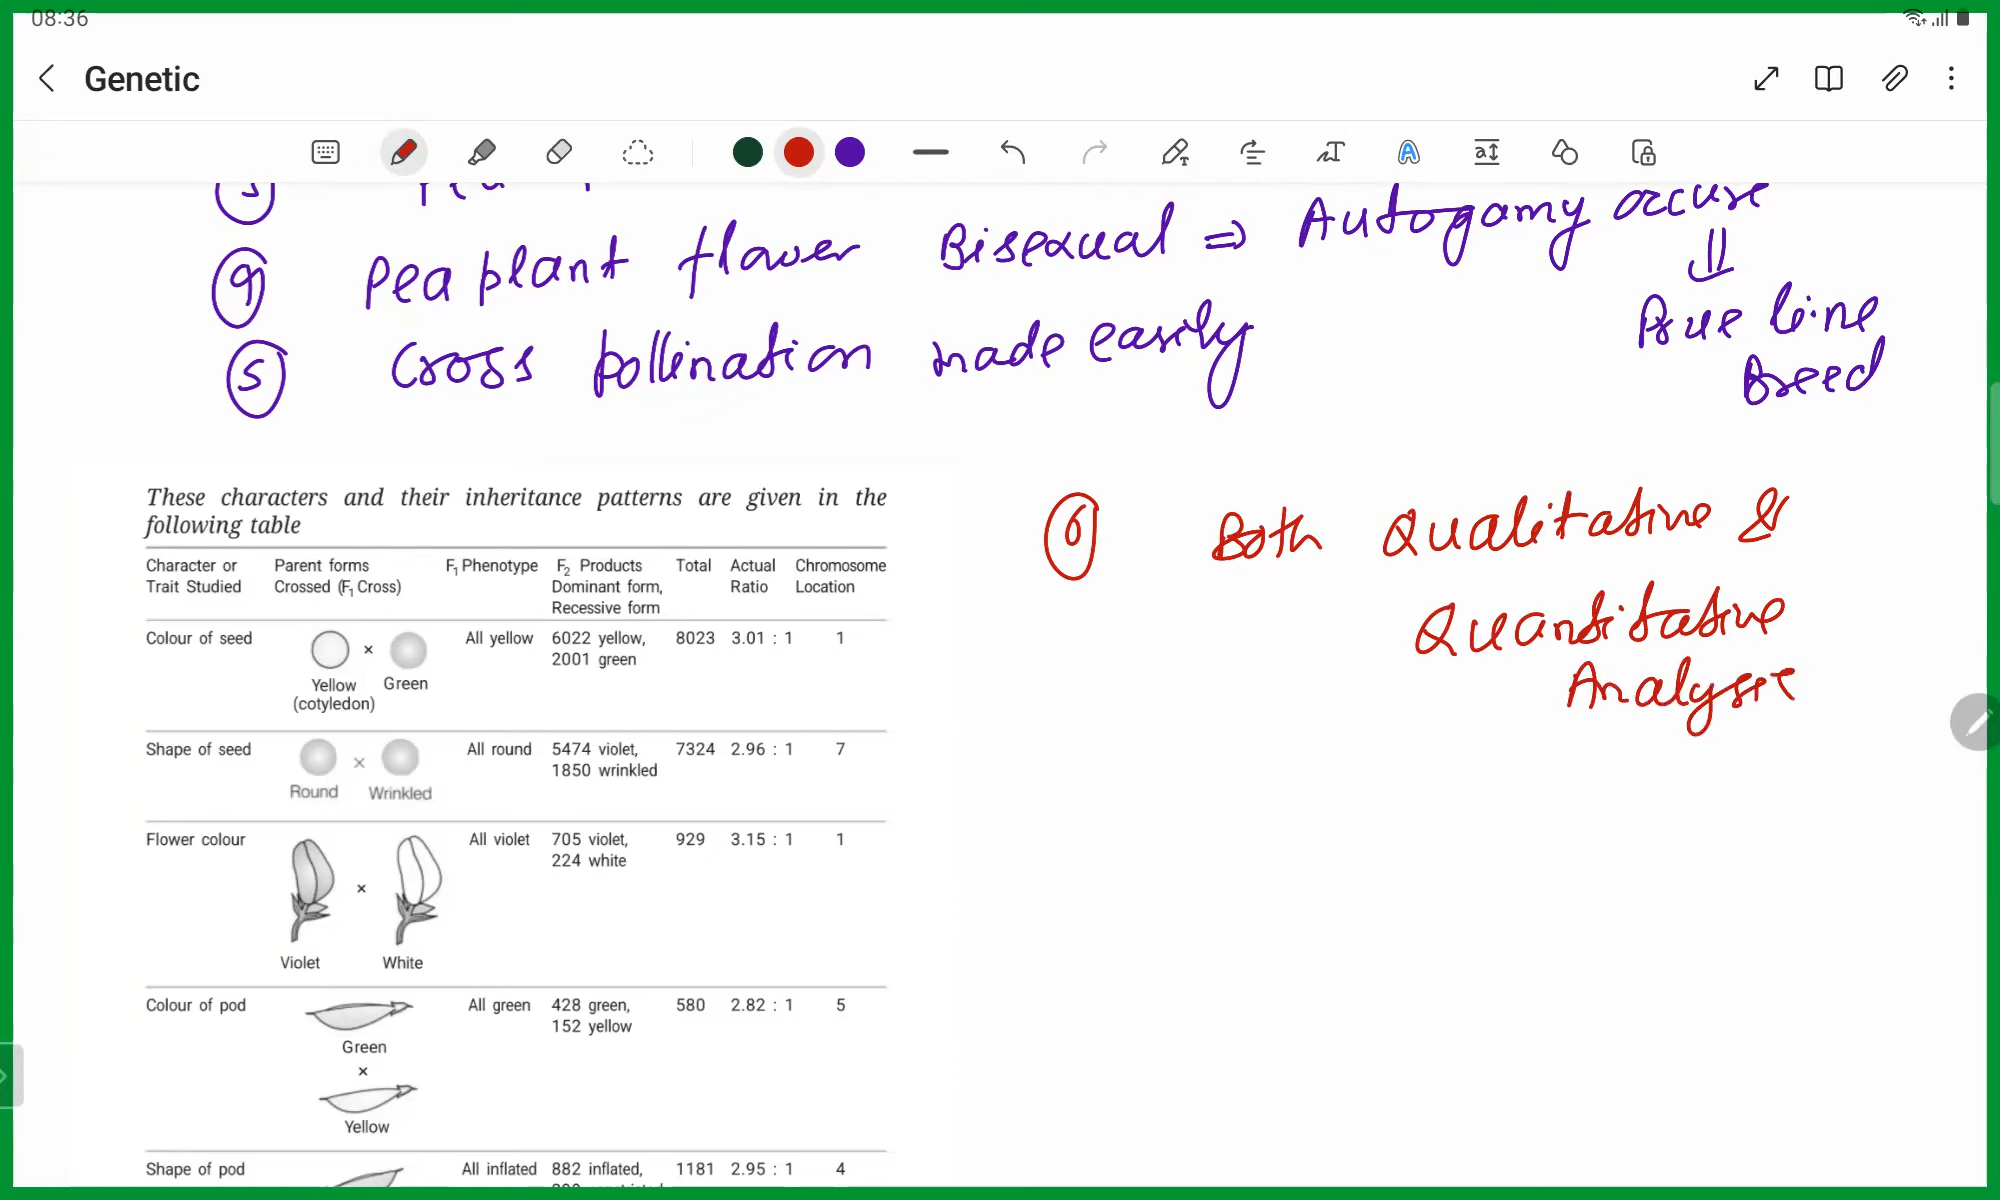 08:36
Genetic
④ Pea plant flower Bisexual ⇒ Autogamy occurs
⇓
Pure line
Breed
⑤ Cross pollination made easily
These characters and their inheritance patterns are given in the
following table
Character or Trait Studied Parent forms Crossed (F₁ Cross) F₁ Phenotype F₂ Products Dominant form, Recessive form Total Actual Ratio Chromosome Location
Colour of seed Yellow (cotyledon) × Green All yellow 6022 yellow, 2001 green 8023 3.01 : 1 1
Shape of seed Round × Wrinkled All round 5474 violet, 1850 wrinkled 7324 2.96 : 1 7
Flower colour Violet × White All violet 705 violet, 224 white 929 3.15 : 1 1
Colour of pod Green × Yellow All green 428 green, 152 yellow 580 2.82 : 1 5
Shape of pod All inflated 882 inflated, 1181 2.95 : 1 4
⑥ Both Qualitative &
Quantitative
Analysis